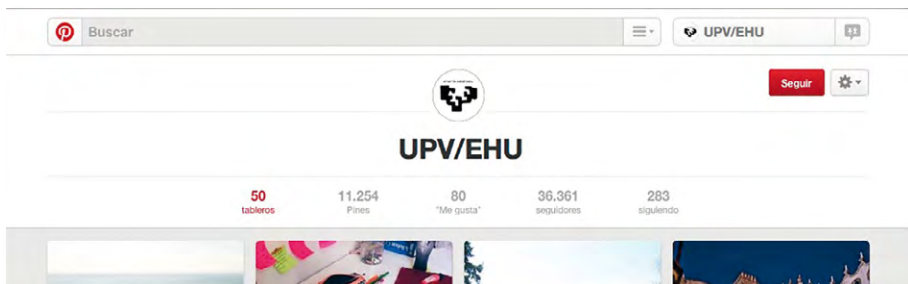 Buscar
UPV/EHU
Seguir
UPV/EHU
50 11.254 80 36.361 283
tableros Pines "Me gusta" seguidores siguiendo